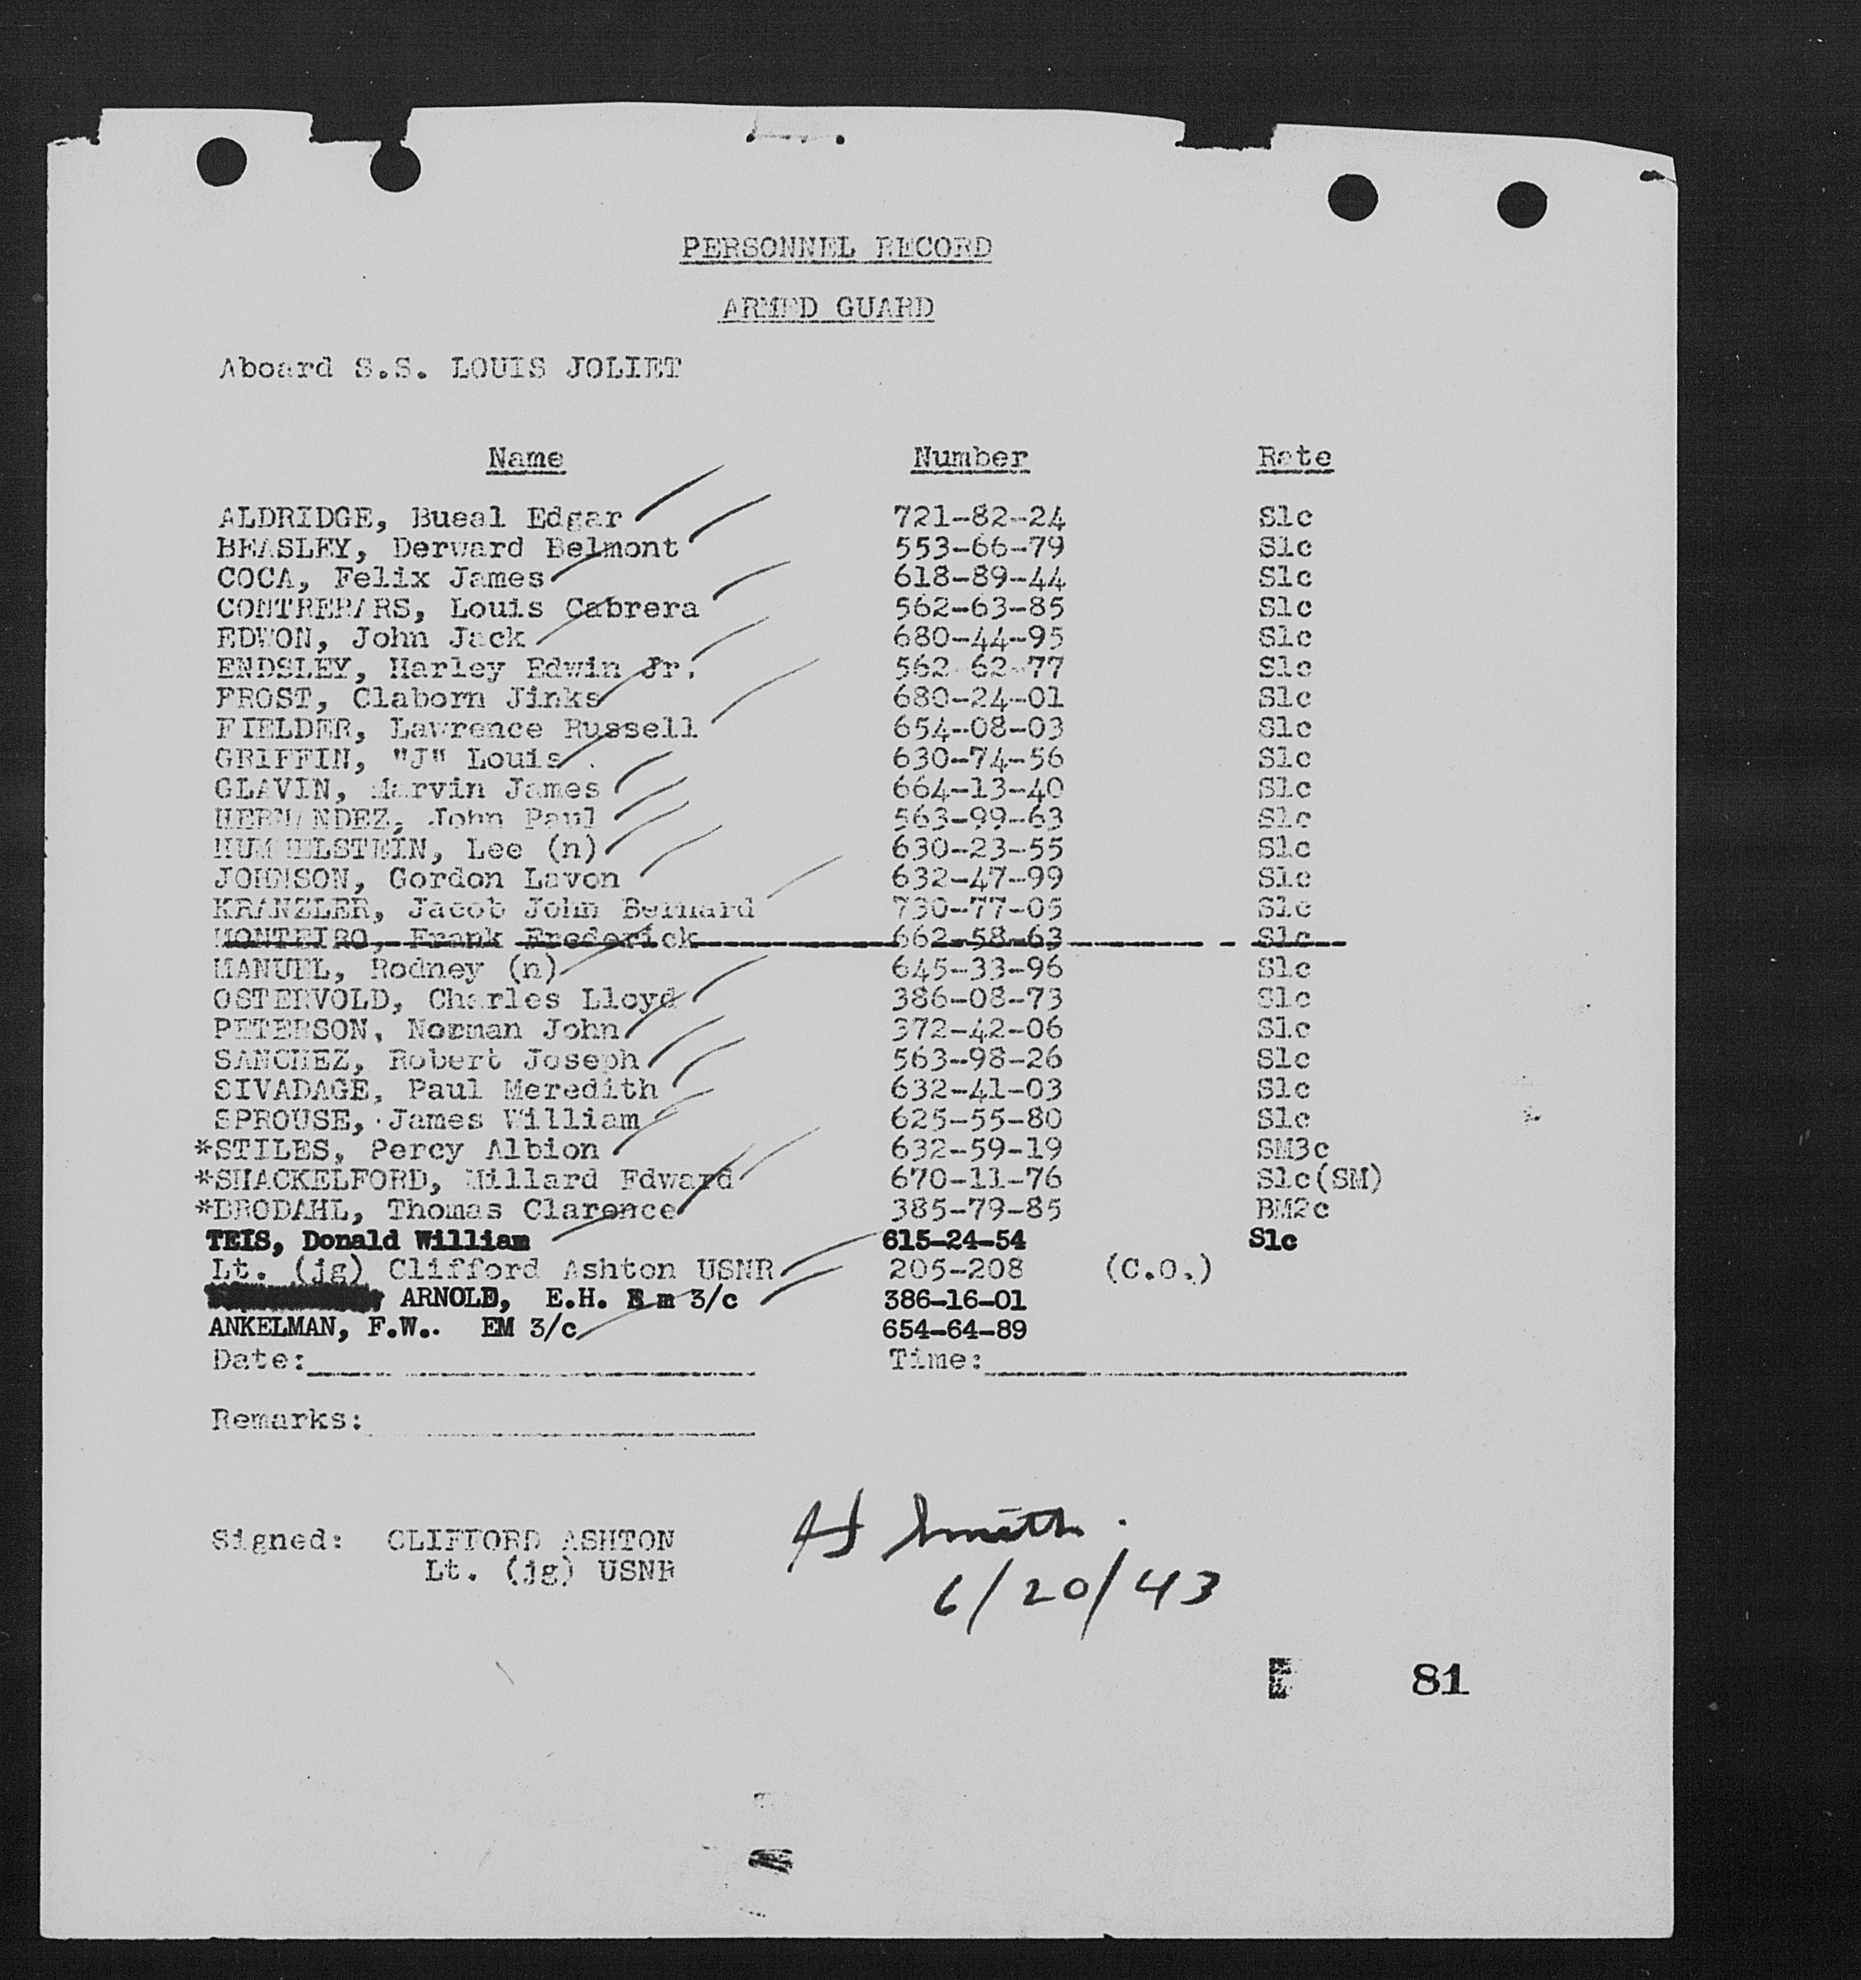 PERSONNEL RECORD
ARMED GUARD
Aboard S.S. LOUIS JOLIET
Name Number Rate
ALDRIDGE, Bueal Edgar 721-82-24 S1c
BEASLEY, Derward Belmont 553-66-79 S1c
COCA, Felix James 618-89-44 S1c
CONTRERARS, Louis Cabrera 562-63-85 S1c
EDWON, John Jack 680-44-95 S1c
ENDSLEY, Harley Edwin Jr. 562-62-77 S1c
FROST, Claborn Jinks 680-24-01 S1c
FIELDER, Lawrence Russell 654-08-03 S1c
GRIFFIN, "J" Louis 630-74-56 S1c
GLAVIN, Marvin James 664-13-40 S1c
HERNANDEZ, John Paul 563-99-63 S1c
HUMMELSTEIN, Lee (n) 630-23-55 S1c
JOHNSON, Gordon Lavon 632-47-99 S1c
KRANZLER, Jacob John Bernard 730-77-05 S1c
MONTEIRO, Frank Frederick 662-58-63 S1c
MANUEL, Rodney (n) 645-33-96 S1c
OSTERVOLD, Charles Lloyd 386-08-73 S1c
PETERSON, Norman John 372-42-06 S1c
SANCHEZ, Robert Joseph 563-98-26 S1c
SIVADAGE, Paul Meredith 632-41-03 S1c
SPROUSE, James William 625-55-80 S1c
*STILES, Percy Albion 632-59-19 SM3c
*SHACKELFORD, Millard Edward 670-11-76 S1c(SM)
*BRODAHL, Thomas Clarence 385-79-85 BM2c
TEIS, Donald William 615-24-54 S1c
Lt. (jg) Clifford Ashton USNR 205-208 (C.O.)
ARNOLD, E.H. E m 3/c 386-16-01
ANKELMAN, F.W.. EM 3/c 654-64-89
Date: Time:
Remarks:
Signed: CLIFFORD ASHTON
Lt. (jg) USNR
H Smith.
6/20/43
81